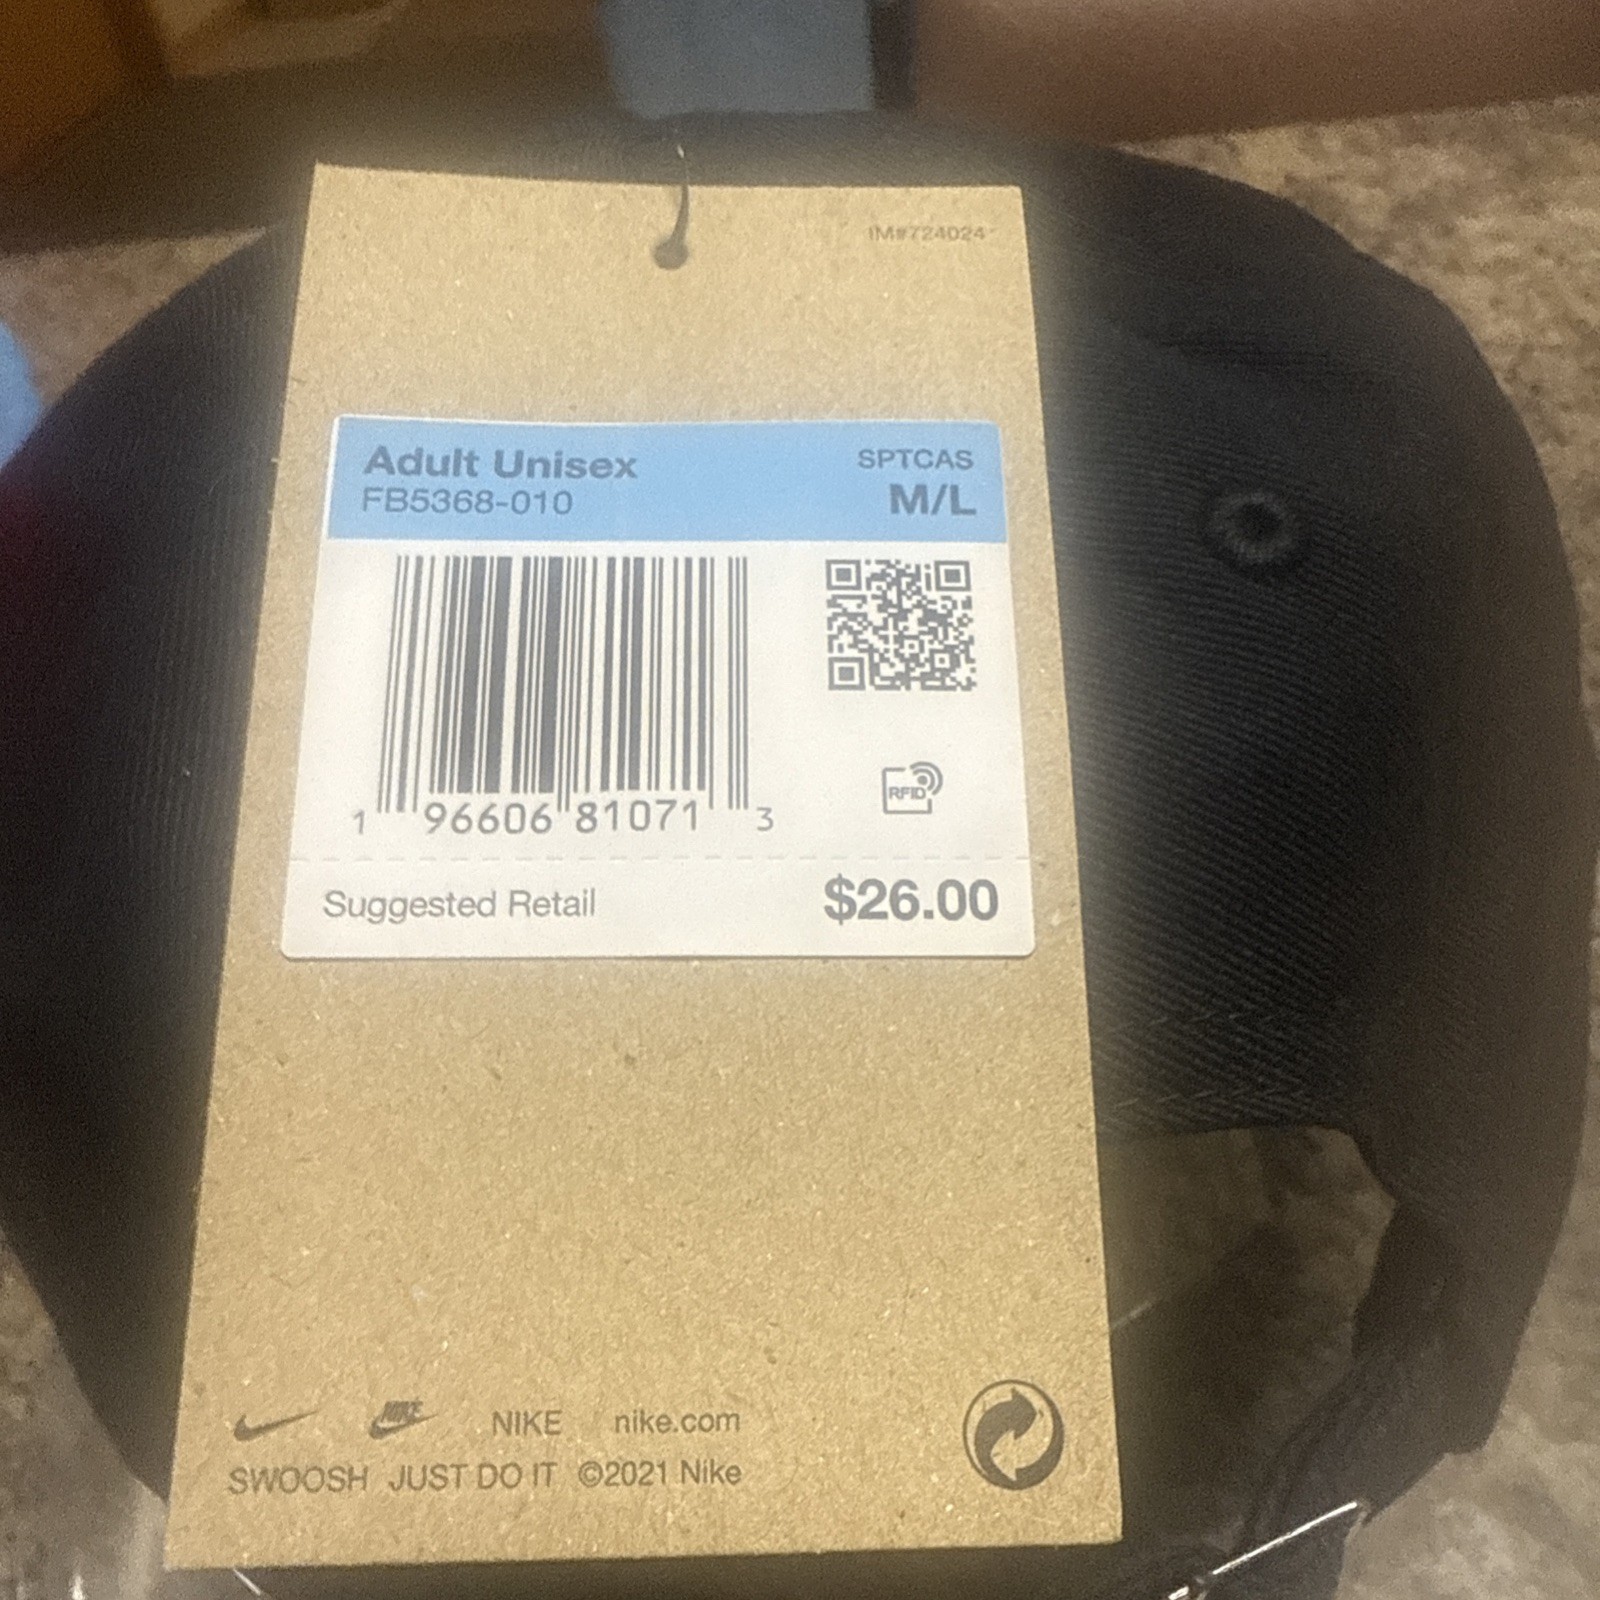 IM#724024
Adult Unisex SPTCAS
FB5368-010 M/L
RFID
1 96606 81071 3
Suggested Retail $26.00
NIKE NIKE nike.com
SWOOSH JUST DO IT ©2021 Nike